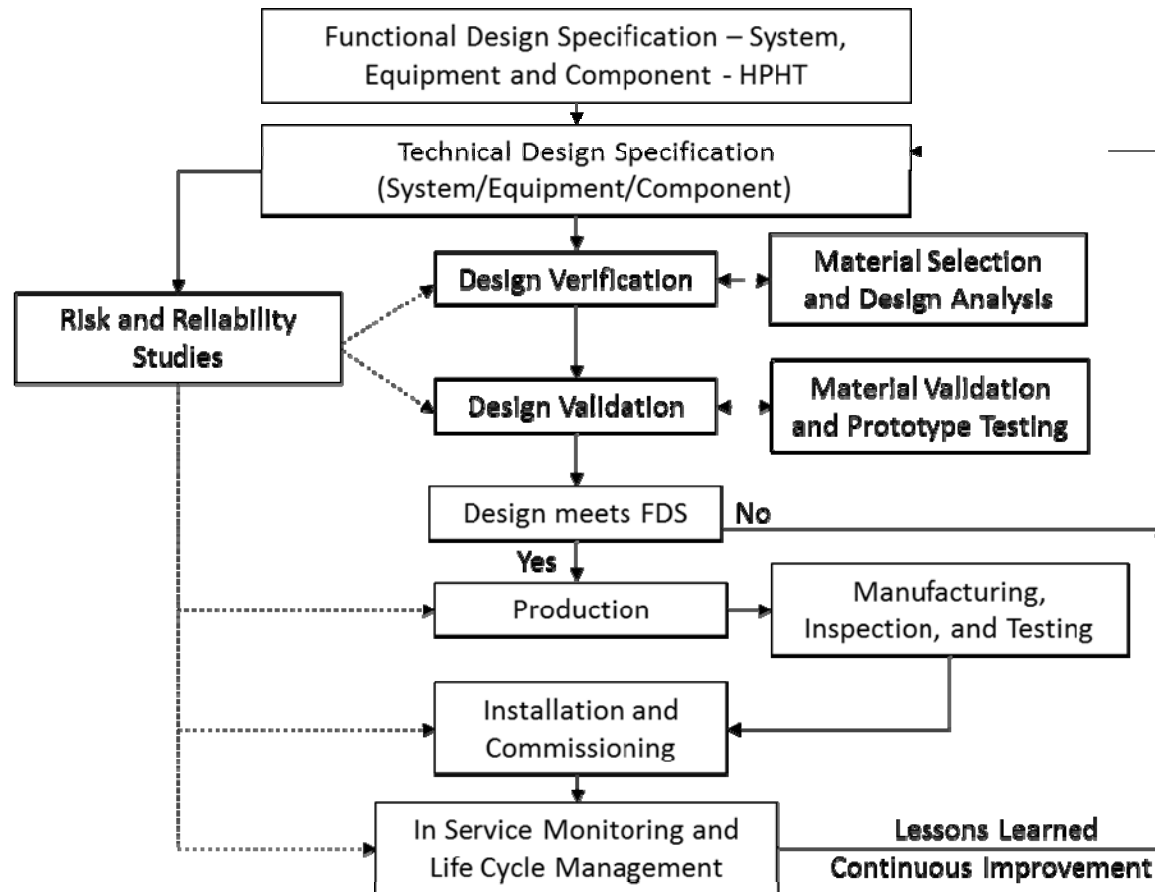 Functional Design Specification – System,
Equipment and Component - HPHT
Technical Design Specification
(System/Equipment/Component)
Design Verification
Material Selection
and Design Analysis
Risk and Reliability
Studies
Design Validation
Material Validation
and Prototype Testing
Design meets FDS
No
Yes
Production
Manufacturing,
Inspection, and Testing
Installation and
Commissioning
In Service Monitoring and
Life Cycle Management
Lessons Learned
Continuous Improvement